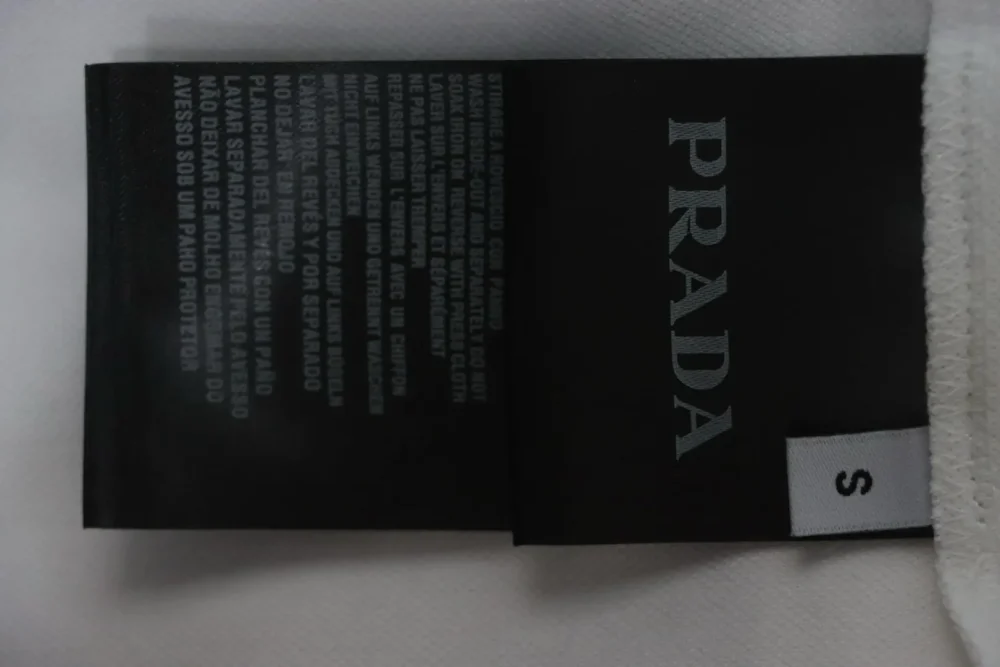 PRADA
S
STIRARE A ROVESCIO CON PANNO
WASH INSIDE-OUT AND SEPARATELY DO NOT
SOAK IRON ON REVERSE WITH PRESS CLOTH
LAVER SUR L'ENVERS ET SÉPARÉMENT
NE PAS LAISSER TREMPER
REPASSER SUR L'ENVERS AVEC UN CHIFFON
AUF LINKS WENDEN UND GETRENNT WASCHEN
NICHT EINWEICHEN
MIT TUCH ABDECKEN UND AUF LINKS BÜGELN
LAVAR DEL REVÉS Y POR SEPARADO
NO DEJAR EN REMOJO
PLANCHAR DEL REVÉS CON UN PAÑO
LAVAR SEPARADAMENTE PELO AVESSO
NÃO DEIXAR DE MOLHO ENGOMAR DO
AVESSO SOB UM PAHO PROTETOR